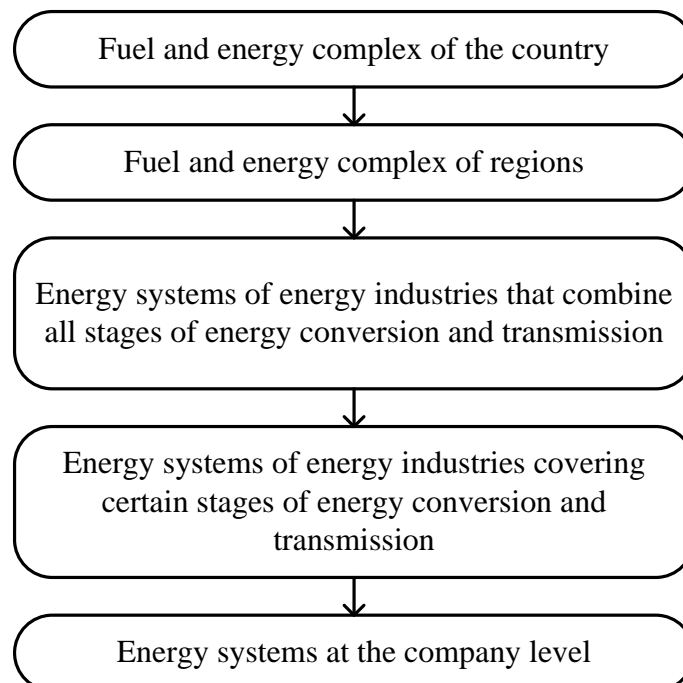 Fuel and energy complex of the country
Fuel and energy complex of regions
Energy systems of energy industries that combine
all stages of energy conversion and transmission
Energy systems of energy industries covering
certain stages of energy conversion and
transmission
Energy systems at the company level